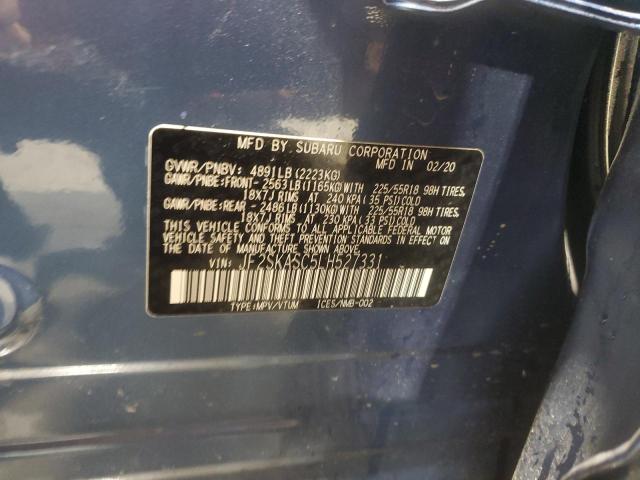 MFD BY SUBARU CORPORATION
MFD IN 02/20
GVWR/PNBV: 4891LB(2223KG)
GAWR/PNBE:FRONT-2563LB(1165KG)WITH 225/55R18 98H TIRES,
18X7J RIMS AT 240 KPA(35 PSI)COLD
GAWR/PNBE:REAR -2486LB(1130KG)WITH 225/55R18 98H TIRES,
18X7J RIMS AT 230 KPA(33 PSI)COLD
THIS VEHICLE CONFORMS TO ALL APPLICABLE FEDERAL
MOTOR VEHICLE SAFETY STANDARDS IN EFFECT ON
THE DATE OF MANUFACTURE SHOWN ABOVE.
VIN: JF2SKASC5LH527331
TYPE:MPV/VTUM ICES/NMB-002